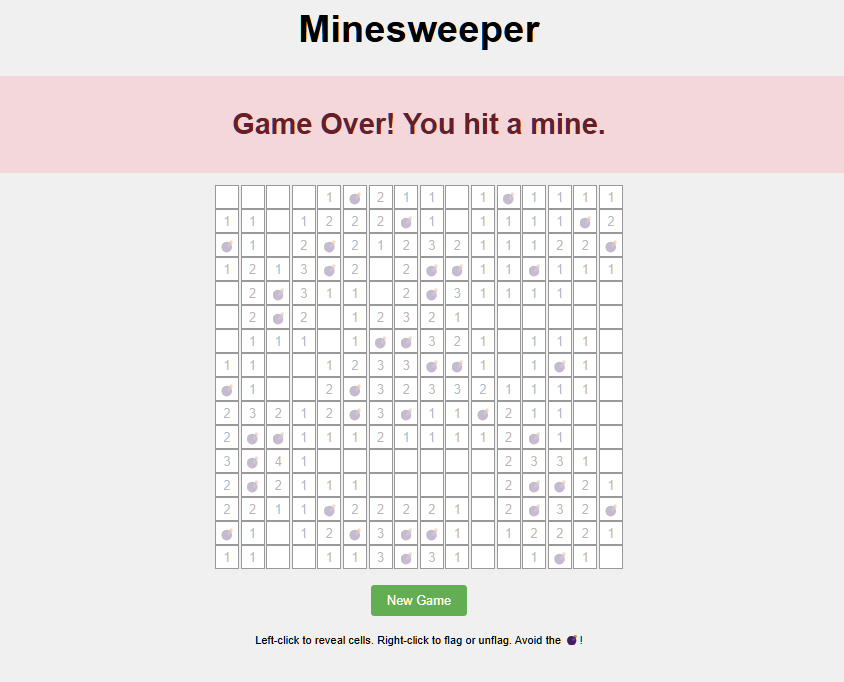 Minesweeper
Game Over! You hit a mine.
1 💣 2 1 1 1 💣 1 1 1 1
1 1 1 2 2 2 💣 1 1 1 1 1 💣 2
💣 1 2 💣 2 1 2 3 2 1 1 1 2 2 💣
1 2 1 3 💣 2 2 💣 💣 1 1 💣 1 1 1
2 💣 3 1 1 2 💣 3 1 1 1 1
2 💣 2 1 2 3 2 1
1 1 1 1 💣 💣 3 2 1 1 1 1
1 1 1 2 3 3 💣 💣 1 1 💣 1
💣 1 2 💣 3 2 3 3 2 1 1 1 1
2 3 2 1 2 💣 3 💣 1 1 💣 2 1 1
2 💣 💣 1 1 1 2 1 1 1 1 2 💣 1
3 💣 4 1 2 3 3 1
2 💣 2 1 1 1 2 💣 💣 2 1
2 2 1 1 💣 2 2 2 2 1 2 💣 3 2 💣
💣 1 1 2 💣 3 💣 💣 1 1 2 2 2 1
1 1 1 1 3 💣 3 1 1 💣 1
New Game
Left-click to reveal cells. Right-click to flag or unflag. Avoid the 💣!